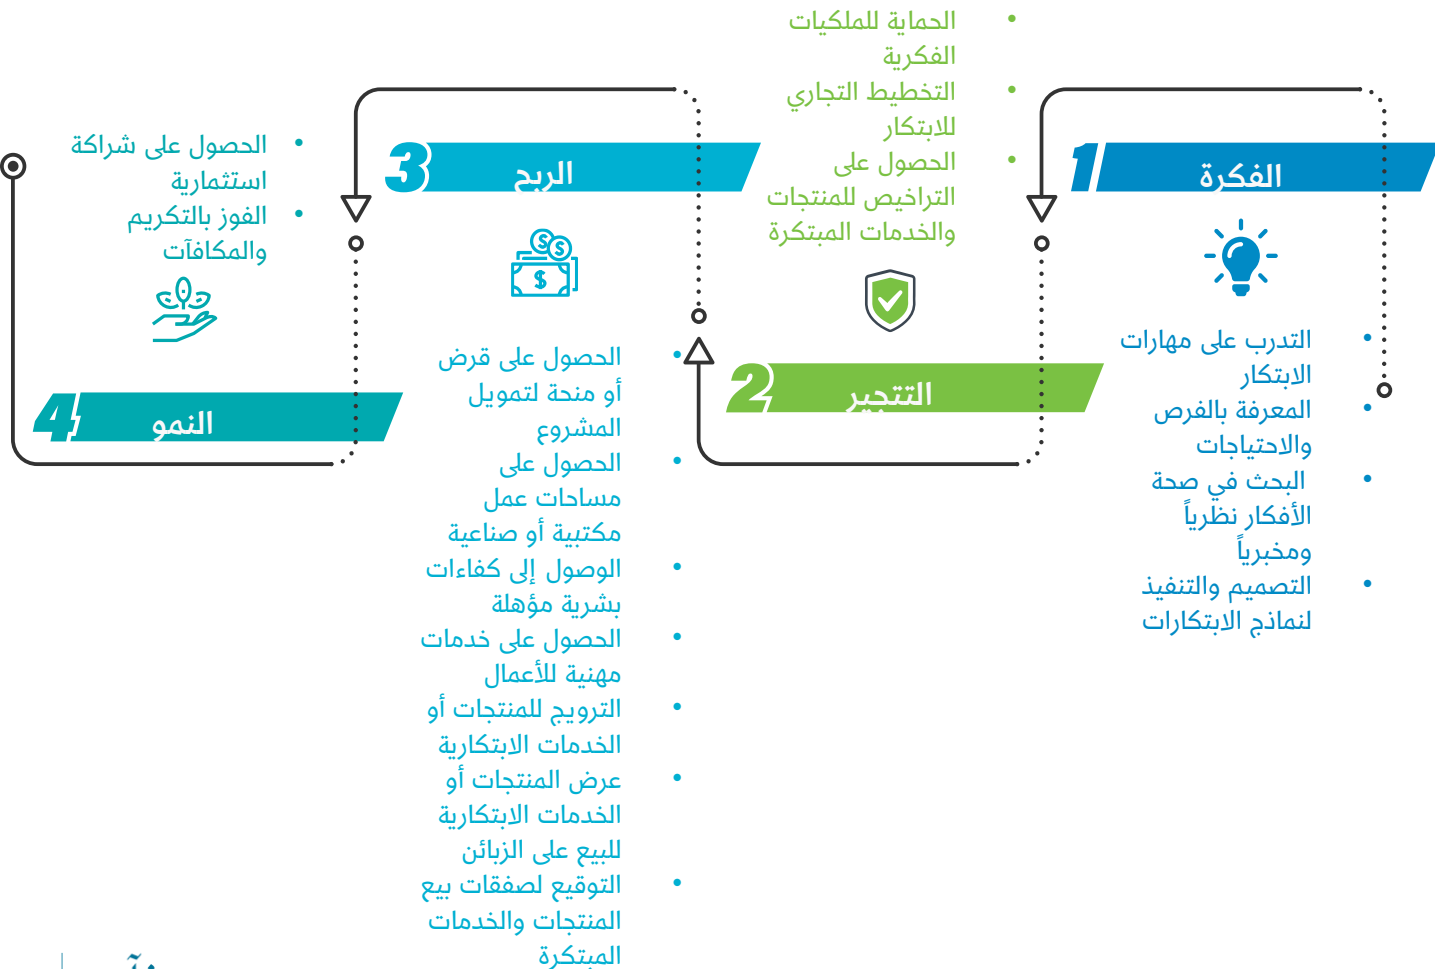 1
الفكرة
• التدرب على مهارات
الابتكار
• المعرفة بالفرص
والاحتياجات
• البحث في صحة
الأفكار نظرياً
ومخبرياً
• التصميم والتنفيذ
لنماذج الابتكارات
• الحماية للملكيات
الفكرية
• التخطيط التجاري
للابتكار
• الحصول على
التراخيص للمنتجات
والخدمات المبتكرة
2
التتجير
3
الربح
• الحصول على قرض
أو منحة لتمويل
المشروع
• الحصول على
مساحات عمل
مكتبية أو صناعية
• الوصول إلى كفاءات
بشرية مؤهلة
• الحصول على خدمات
مهنية للأعمال
• الترويج للمنتجات أو
الخدمات الابتكارية
• عرض المنتجات أو
الخدمات الابتكارية
للبيع على الزبائن
• التوقيع لصفقات بيع
المنتجات والخدمات
المبتكرة
• الحصول على شراكة
استثمارية
• الفوز بالتكريم
والمكافآت
4
النمو